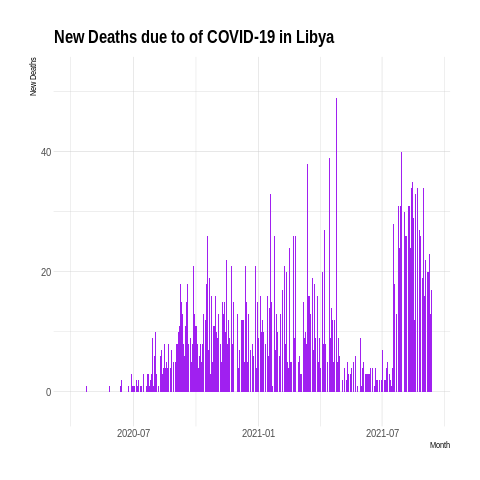 New Deaths due to of COVID-19 in Libya
New Deaths
40
20
0
2020-07
2021-01
2021-07
Month